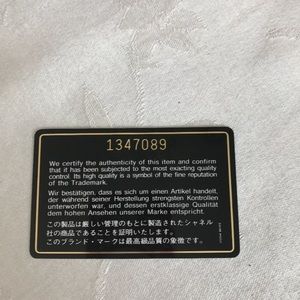 1347089
We certify the authenticity of this item and confirm
that it has been subjected to the most exacting quality
control. Its high quality is a symbol of the fine reputation
of the Trademark.
Wir bestätigen, dass es sich um einen Artikel handelt,
der während seiner Herstellung strengsten Kontrollen
unterworfen war, und dessen erstklassige Qualität
dem hohen Ansehen unserer Marke entspricht.
この製品は厳しい管理のもとに製造されたシャネル
社の商品であることを証明いたします。
このブランド・マークは最高級品質の象徴です。